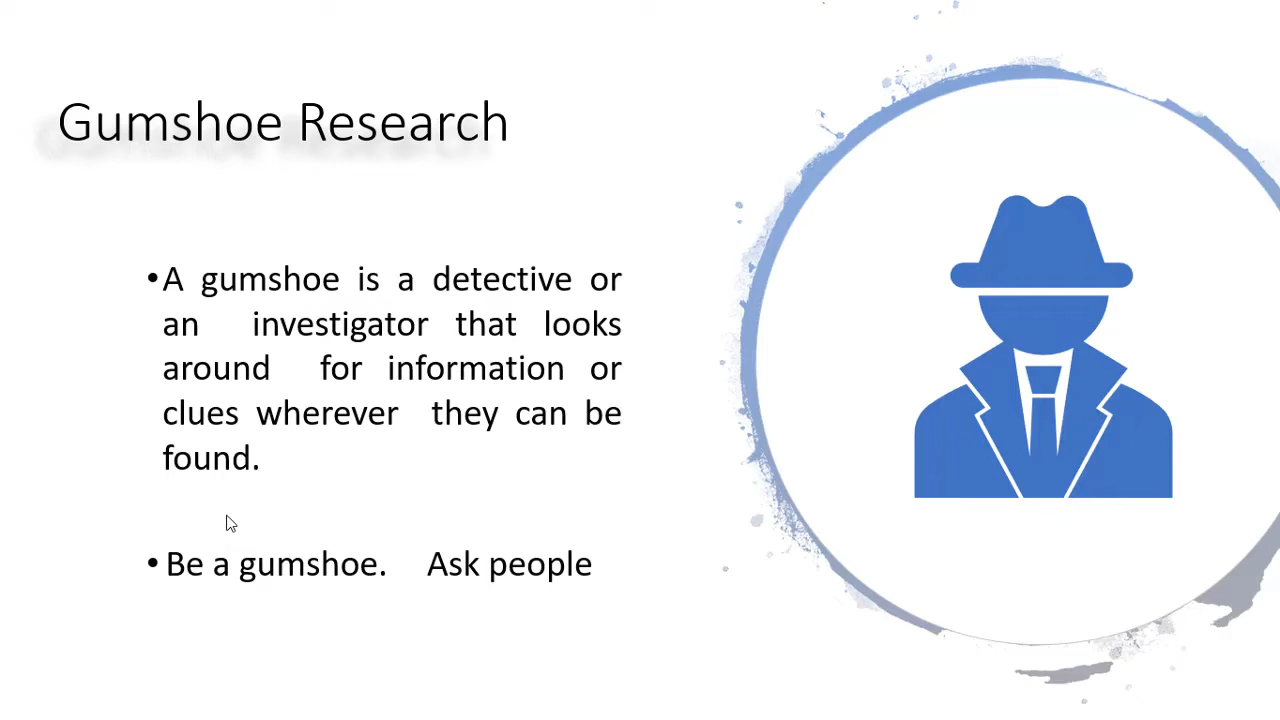 Gumshoe Research
•A gumshoe is a detective or
an investigator that looks
around for information or
clues wherever they can be
found.
• Be a gumshoe. Ask people